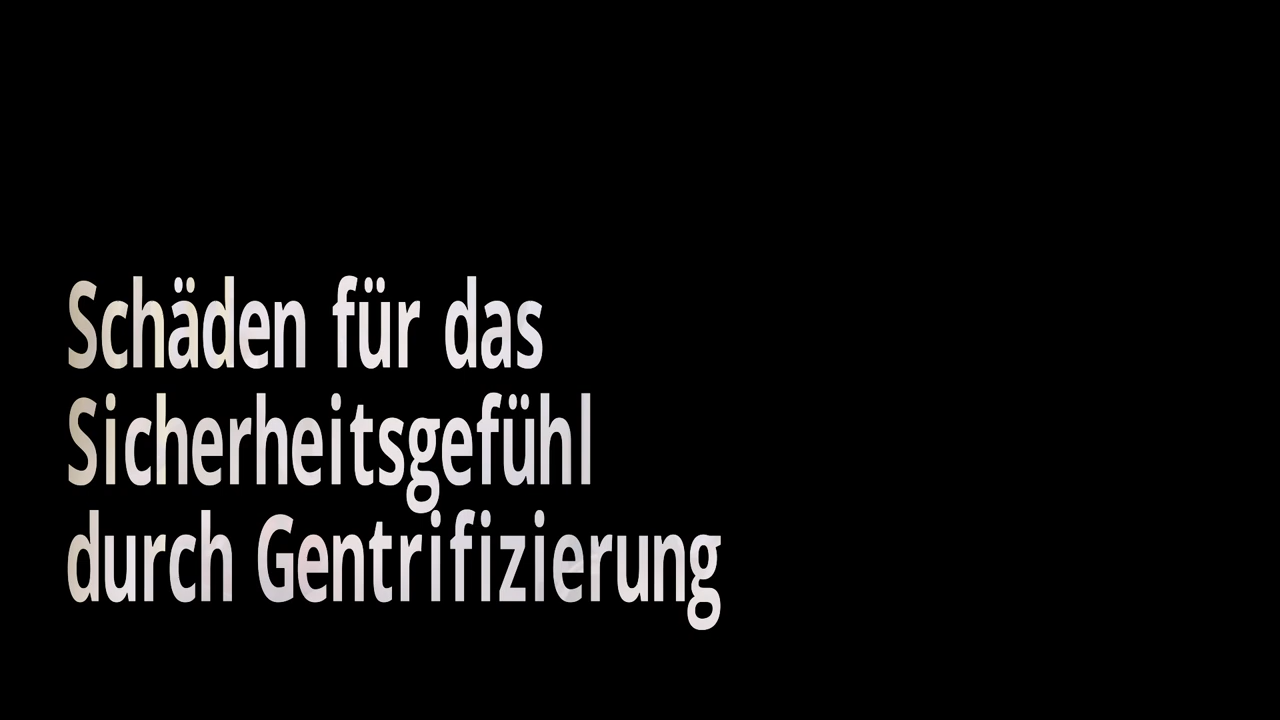 Schäden für das
Sicherheitsgefühl
durch Gentrifizierung